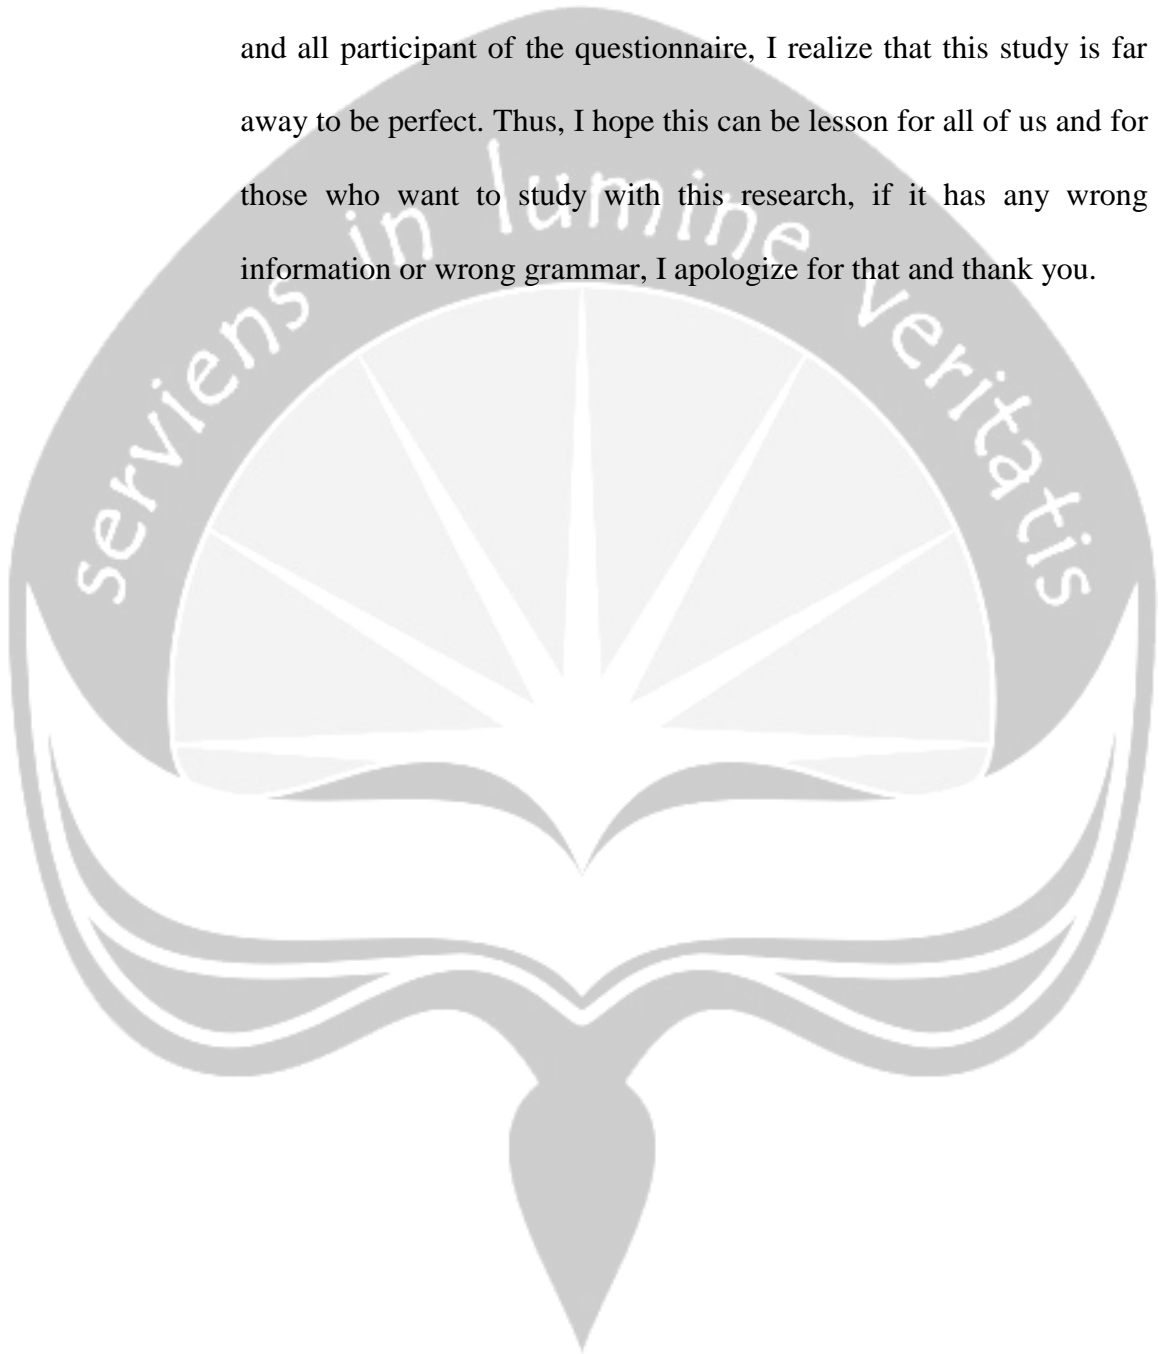 and all participant of the questionnaire, I realize that this study is far
away to be perfect. Thus, I hope this can be lesson for all of us and for
those who want to study with this research, if it has any wrong
information or wrong grammar, I apologize for that and thank you.
serviens in lumine veritatis